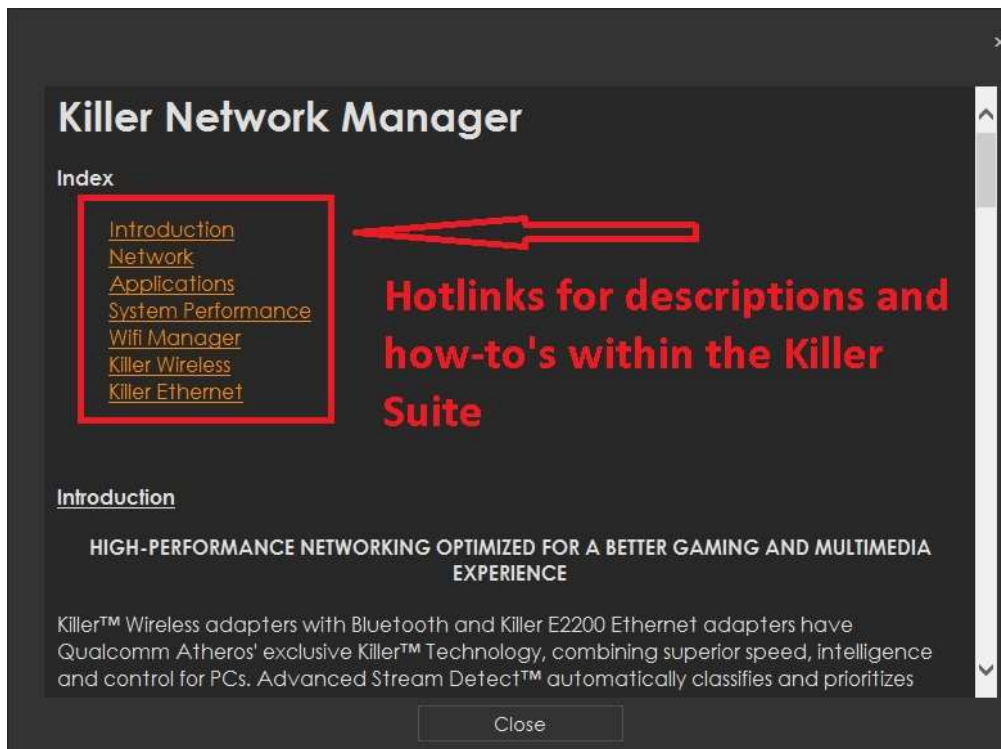 Killer Network Manager
Index
Introduction
Network
Applications
System Performance
Wifi Manager
Killer Wireless
Killer Ethernet
Hotlinks for descriptions and
how-to's within the Killer
Suite
Introduction
HIGH-PERFORMANCE NETWORKING OPTIMIZED FOR A BETTER GAMING AND MULTIMEDIA
EXPERIENCE
Killer™ Wireless adapters with Bluetooth and Killer E2200 Ethernet adapters have
Qualcomm Atheros' exclusive Killer™ Technology, combining superior speed, intelligence
and control for PCs. Advanced Stream Detect™ automatically classifies and prioritizes
Close